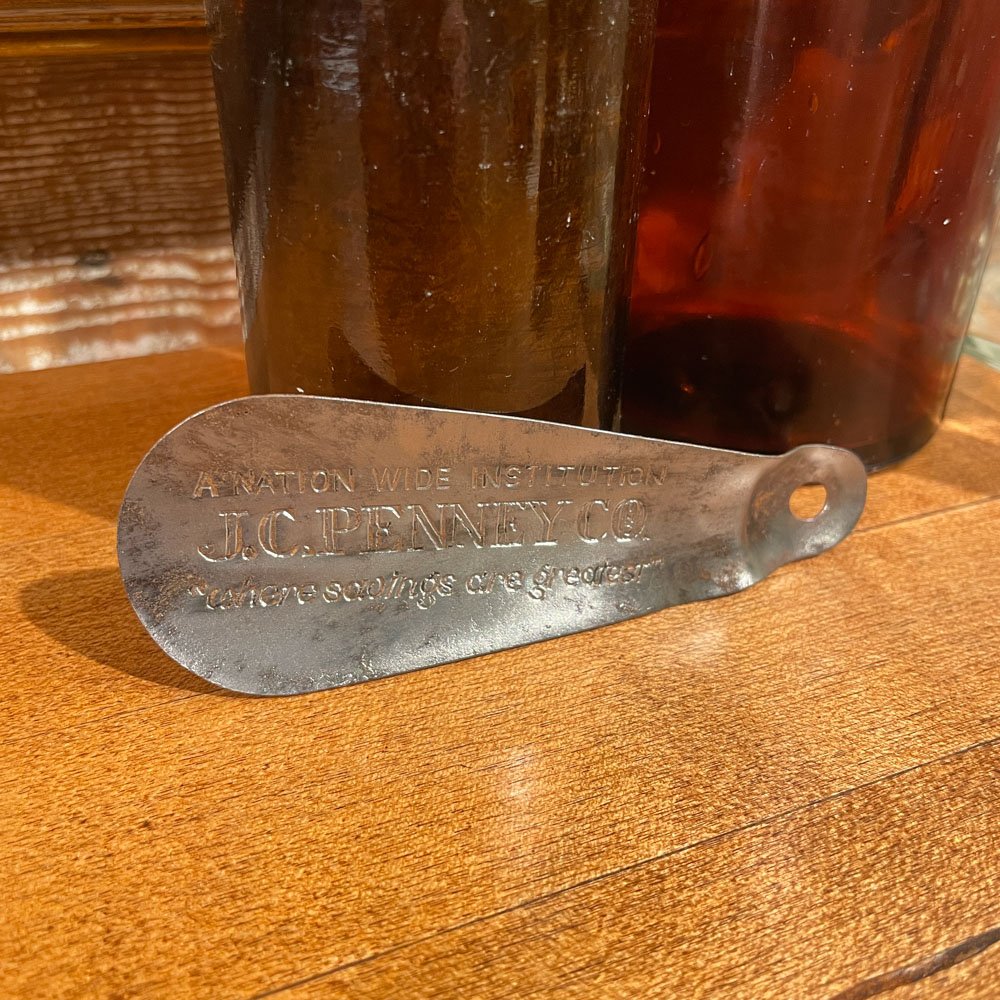 A NATION WIDE INSTITUTION
J.C. PENNEY CO.
"where savings are greatest"